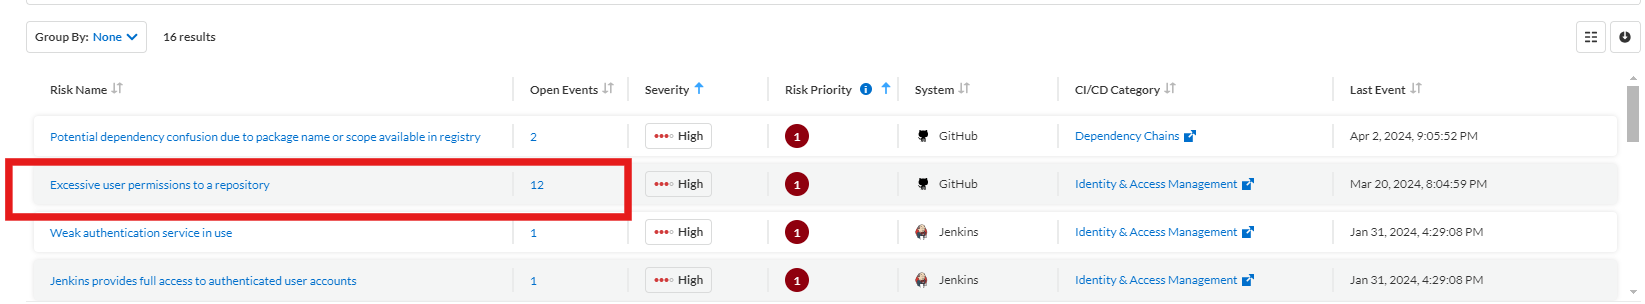 Group By: None 16 results
Risk Name Open Events Severity Risk Priority System CI/CD Category Last Event
Potential dependency confusion due to package name or scope available in registry 2 High 1 GitHub Dependency Chains Apr 2, 2024, 9:05:52 PM
Excessive user permissions to a repository 12 High 1 GitHub Identity & Access Management Mar 20, 2024, 8:04:59 PM
Weak authentication service in use 1 High 1 Jenkins Identity & Access Management Jan 31, 2024, 4:29:08 PM
Jenkins provides full access to authenticated user accounts 1 High 1 Jenkins Identity & Access Management Jan 31, 2024, 4:29:08 PM